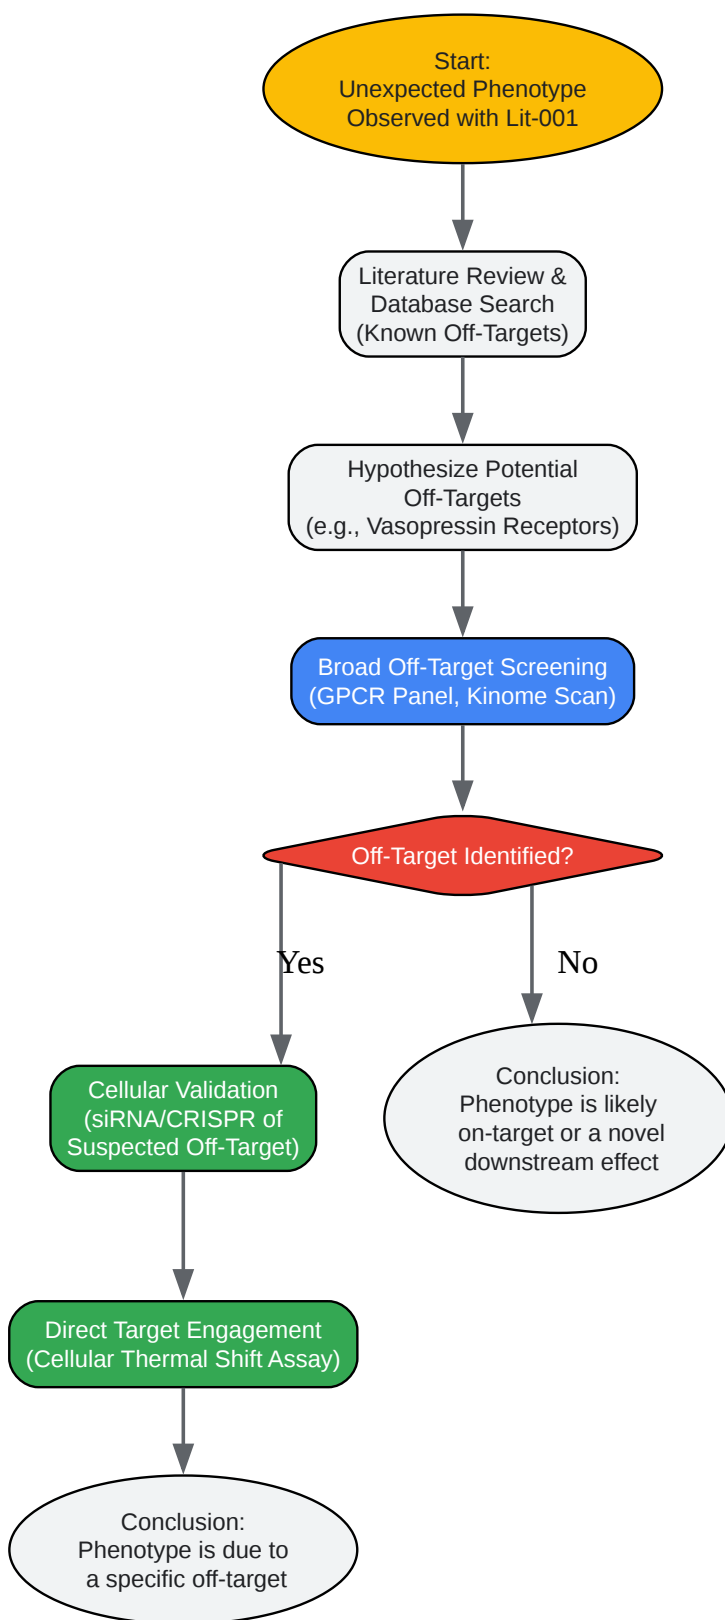 Start:
Unexpected Phenotype
Observed with Lit-001
Literature Review &
Database Search
(Known Off-Targets)
Hypothesize Potential
Off-Targets
(e.g., Vasopressin Receptors)
Broad Off-Target Screening
(GPCR Panel, Kinome Scan)
Off-Target Identified?
Yes
No
Cellular Validation
(siRNA/CRISPR of
Suspected Off-Target)
Conclusion:
Phenotype is likely
on-target or a novel
downstream effect
Direct Target Engagement
(Cellular Thermal Shift Assay)
Conclusion:
Phenotype is due to
a specific off-target